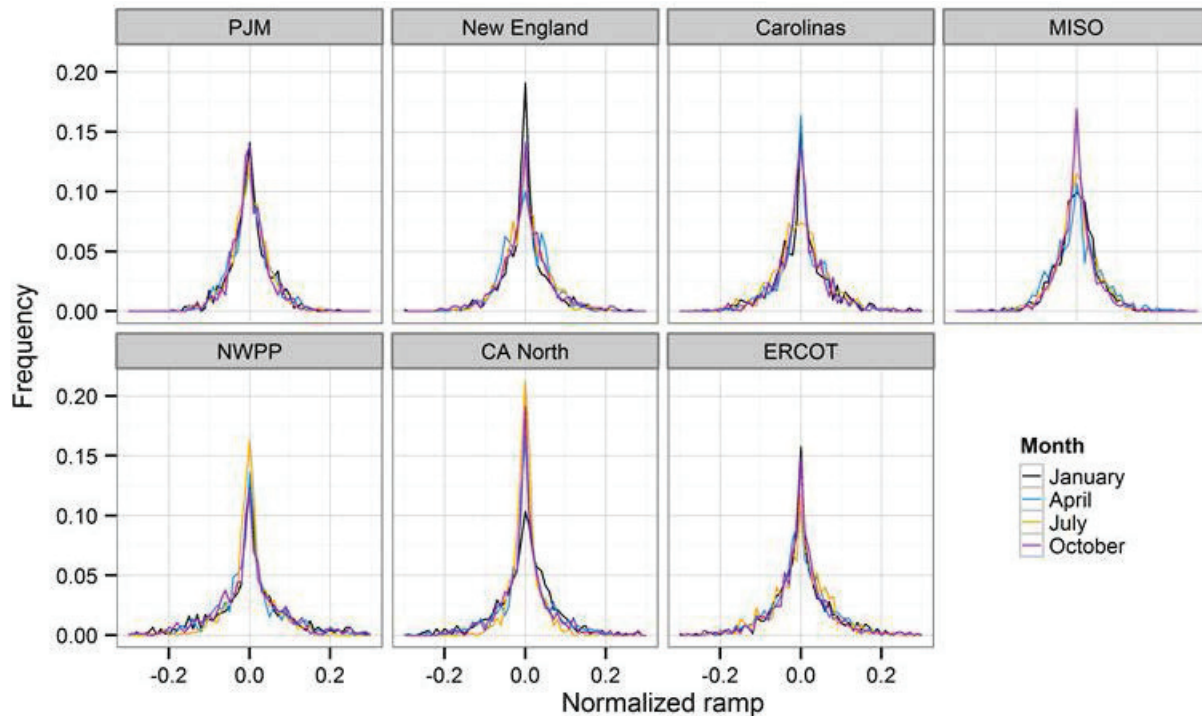 PJM
New England
Carolinas
MISO
0.20
0.15
0.10
0.05
0.00
Frequency
NWPP
CA North
ERCOT
0.20
0.15
0.10
0.05
0.00
-0.2 0.0 0.2
-0.2 0.0 0.2
-0.2 0.0 0.2
Normalized ramp
Month
January
April
July
October